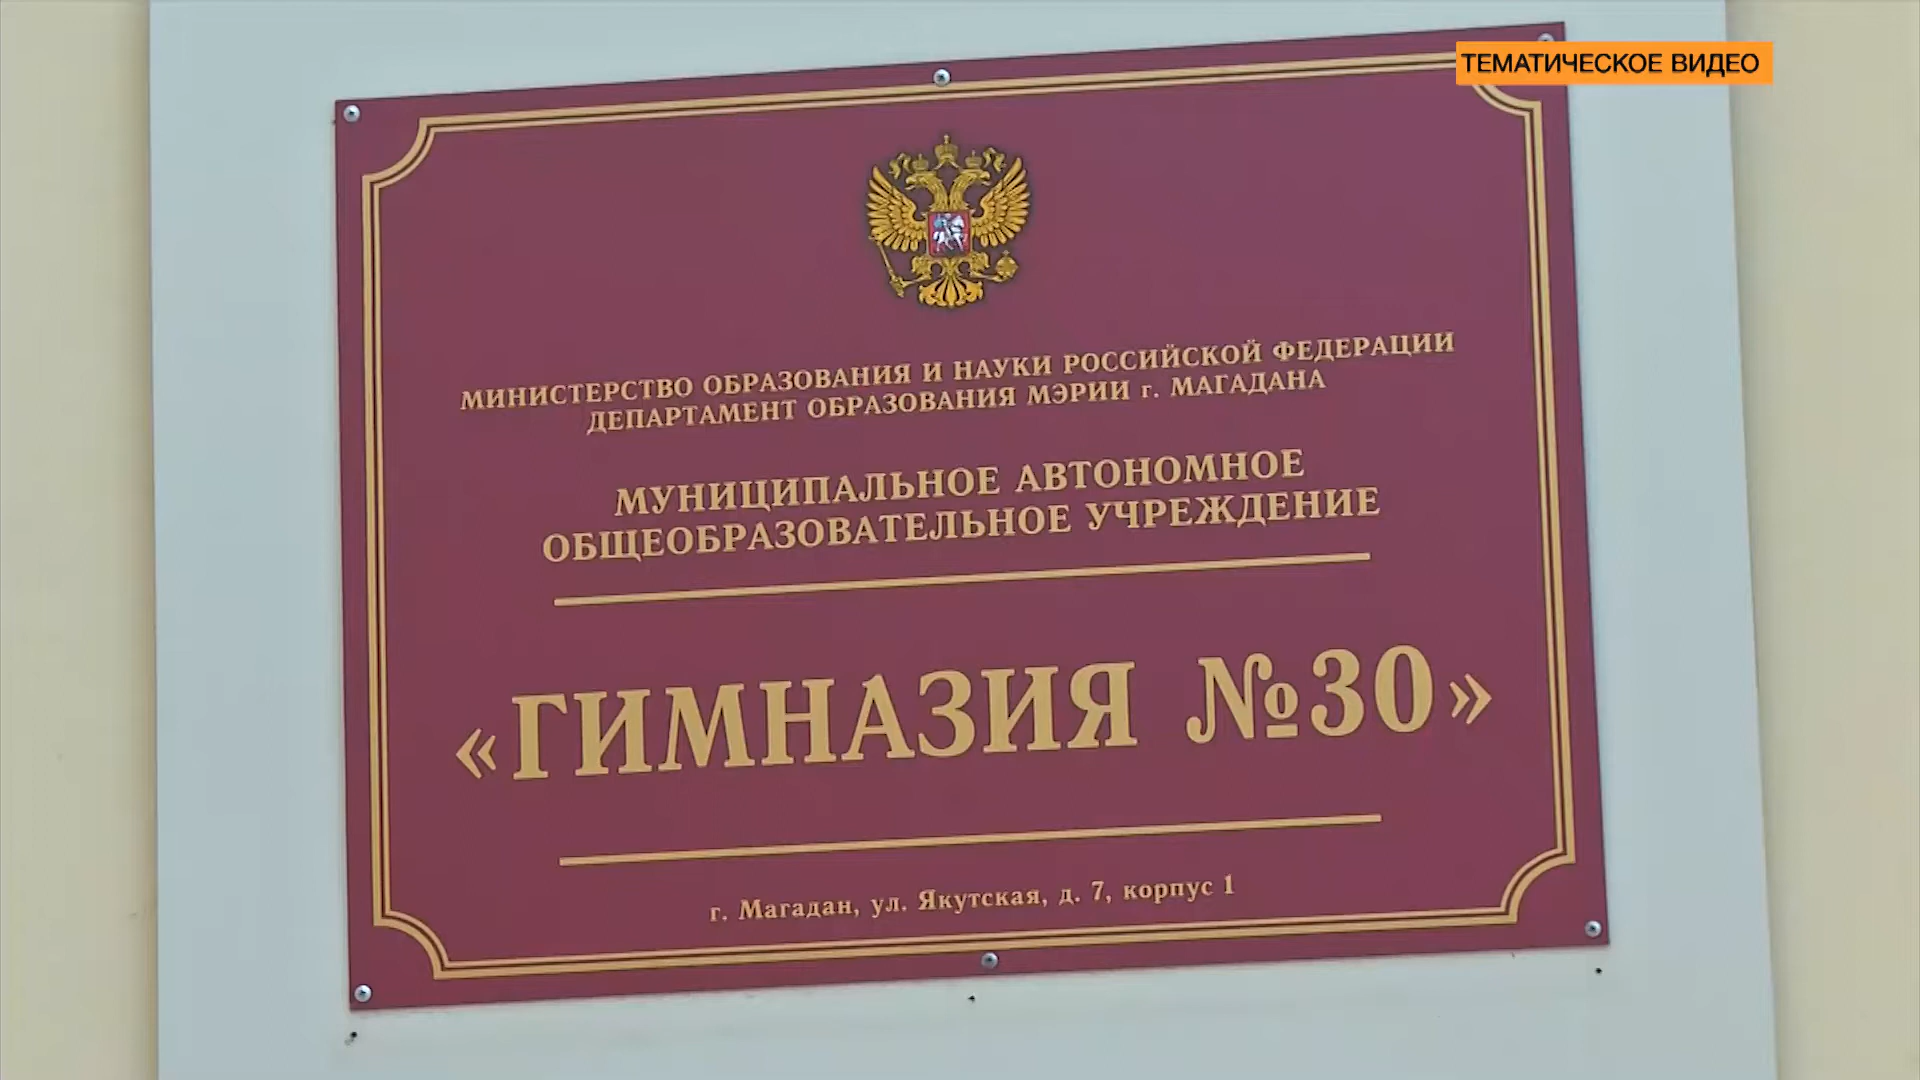 ТЕМАТИЧЕСКОЕ ВИДЕО
МИНИСТЕРСТВО ОБРАЗОВАНИЯ И НАУКИ РОССИЙСКОЙ ФЕДЕРАЦИИ
ДЕПАРТАМЕНТ ОБРАЗОВАНИЯ МЭРИИ г. МАГАДАНА
МУНИЦИПАЛЬНОЕ АВТОНОМНОЕ
ОБЩЕОБРАЗОВАТЕЛЬНОЕ УЧРЕЖДЕНИЕ
«ГИМНАЗИЯ №30»
г. Магадан, ул. Якутская, д. 7, корпус 1